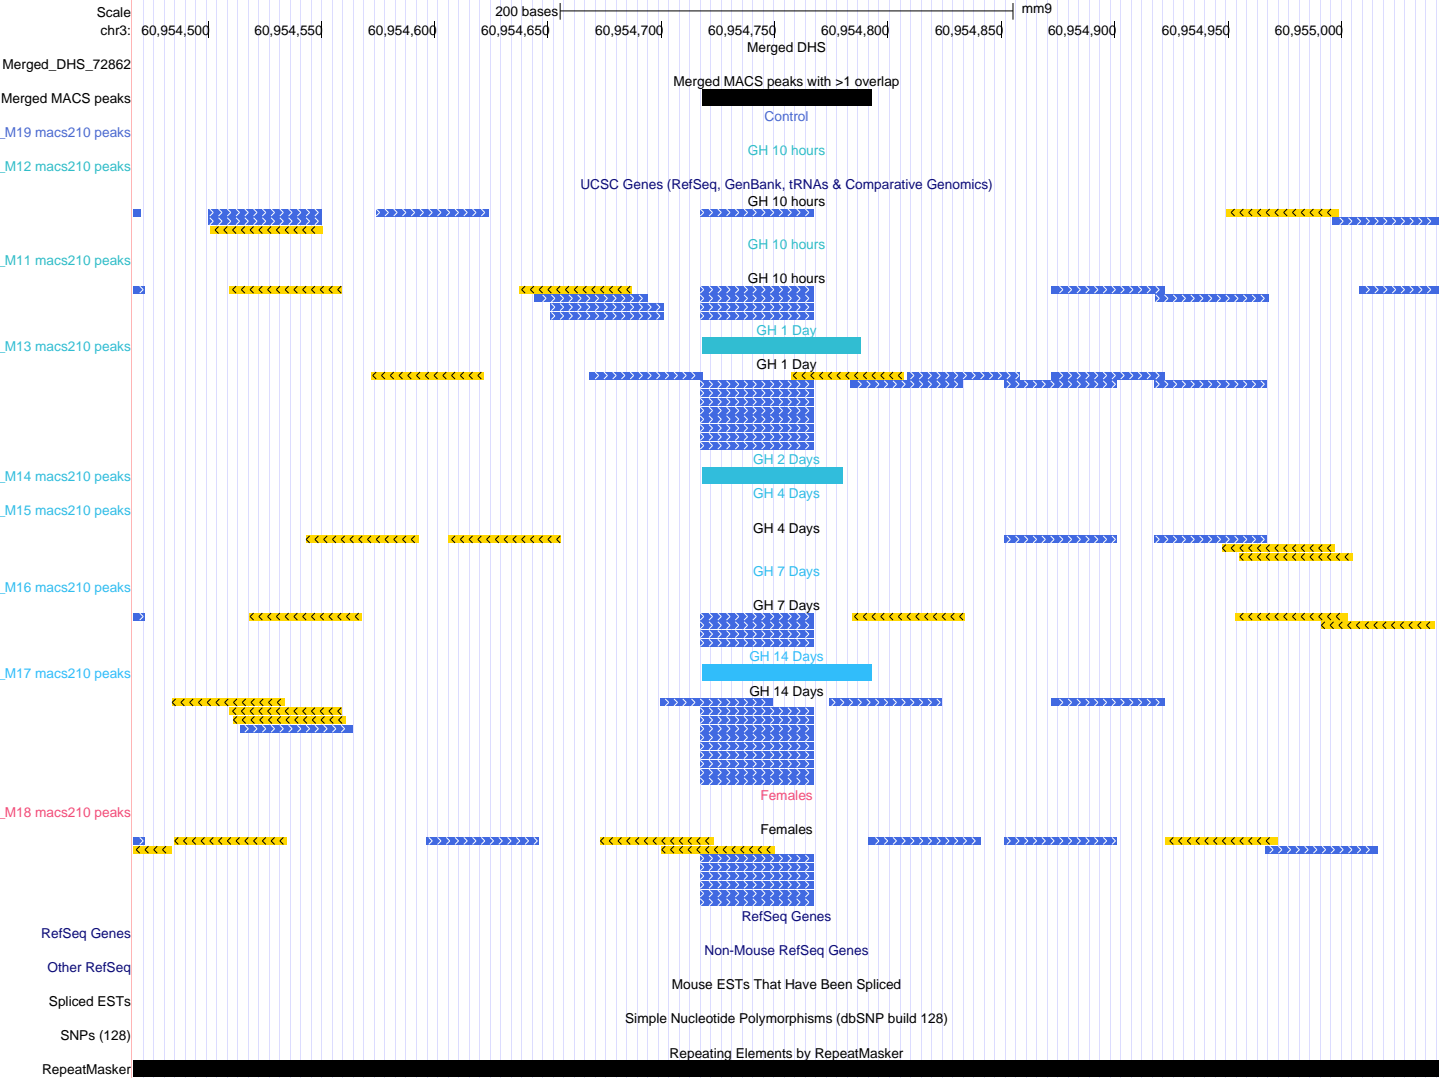 Scale 200 bases mm9
chr3: 60,954,500 60,954,550 60,954,600 60,954,650 60,954,700 60,954,750 60,954,800 60,954,850 60,954,900 60,954,950 60,955,000
Merged DHS
Merged_DHS_72862
Merged MACS peaks with >1 overlap
Merged MACS peaks
Control
_M19 macs210 peaks
GH 10 hours
_M12 macs210 peaks
UCSC Genes (RefSeq, GenBank, tRNAs & Comparative Genomics)
GH 10 hours
GH 10 hours
_M11 macs210 peaks
GH 10 hours
GH 1 Day
_M13 macs210 peaks
GH 1 Day
GH 2 Days
_M14 macs210 peaks
GH 4 Days
_M15 macs210 peaks
GH 4 Days
GH 7 Days
_M16 macs210 peaks
GH 7 Days
GH 14 Days
_M17 macs210 peaks
GH 14 Days
Females
_M18 macs210 peaks
Females
RefSeq Genes
RefSeq Genes
Non-Mouse RefSeq Genes
Other RefSeq
Mouse ESTs That Have Been Spliced
Spliced ESTs
Simple Nucleotide Polymorphisms (dbSNP build 128)
SNPs (128)
Repeating Elements by RepeatMasker
RepeatMasker